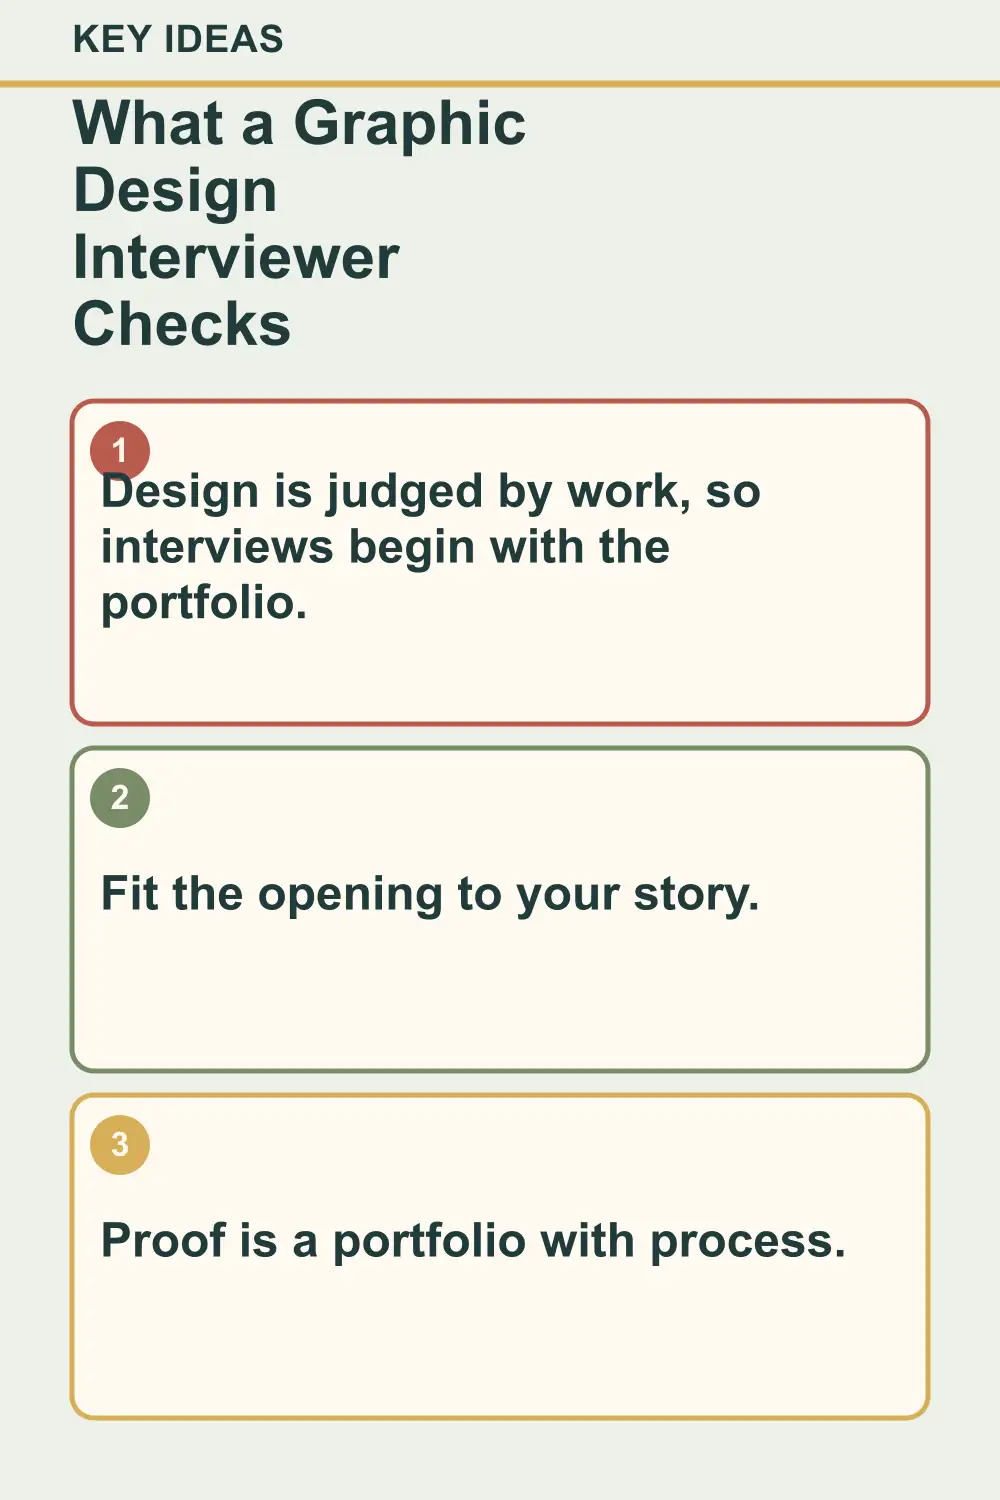 KEY IDEAS
What a Graphic
Design
Interviewer
Checks
1
Design is judged by work, so
interviews begin with the
portfolio.
2
Fit the opening to your story.
3
Proof is a portfolio with process.